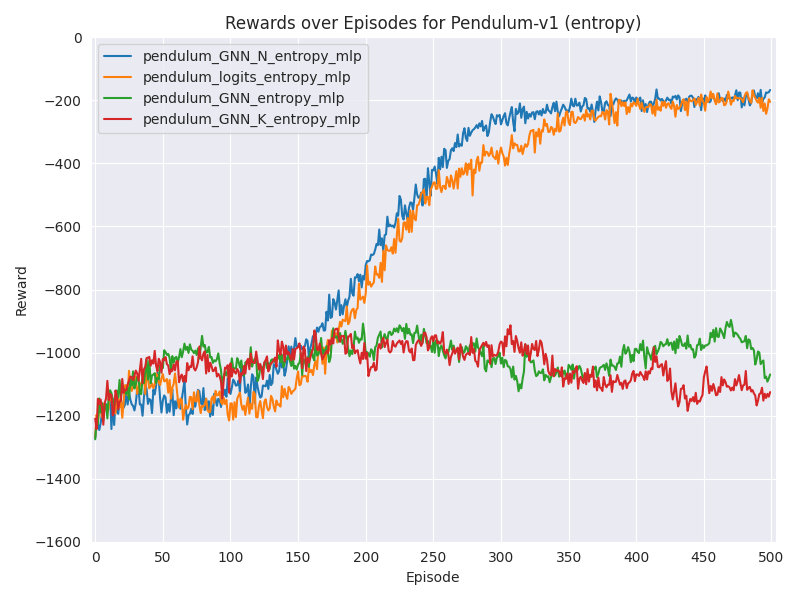 Rewards over Episodes for Pendulum-v1 (entropy)
pendulum_GNN_N_entropy_mlp
pendulum_logits_entropy_mlp
pendulum_GNN_entropy_mlp
pendulum_GNN_K_entropy_mlp
Reward
0
−200
−400
−600
−800
−1000
−1200
−1400
−1600
0 50 100 150 200 250 300 350 400 450 500
Episode